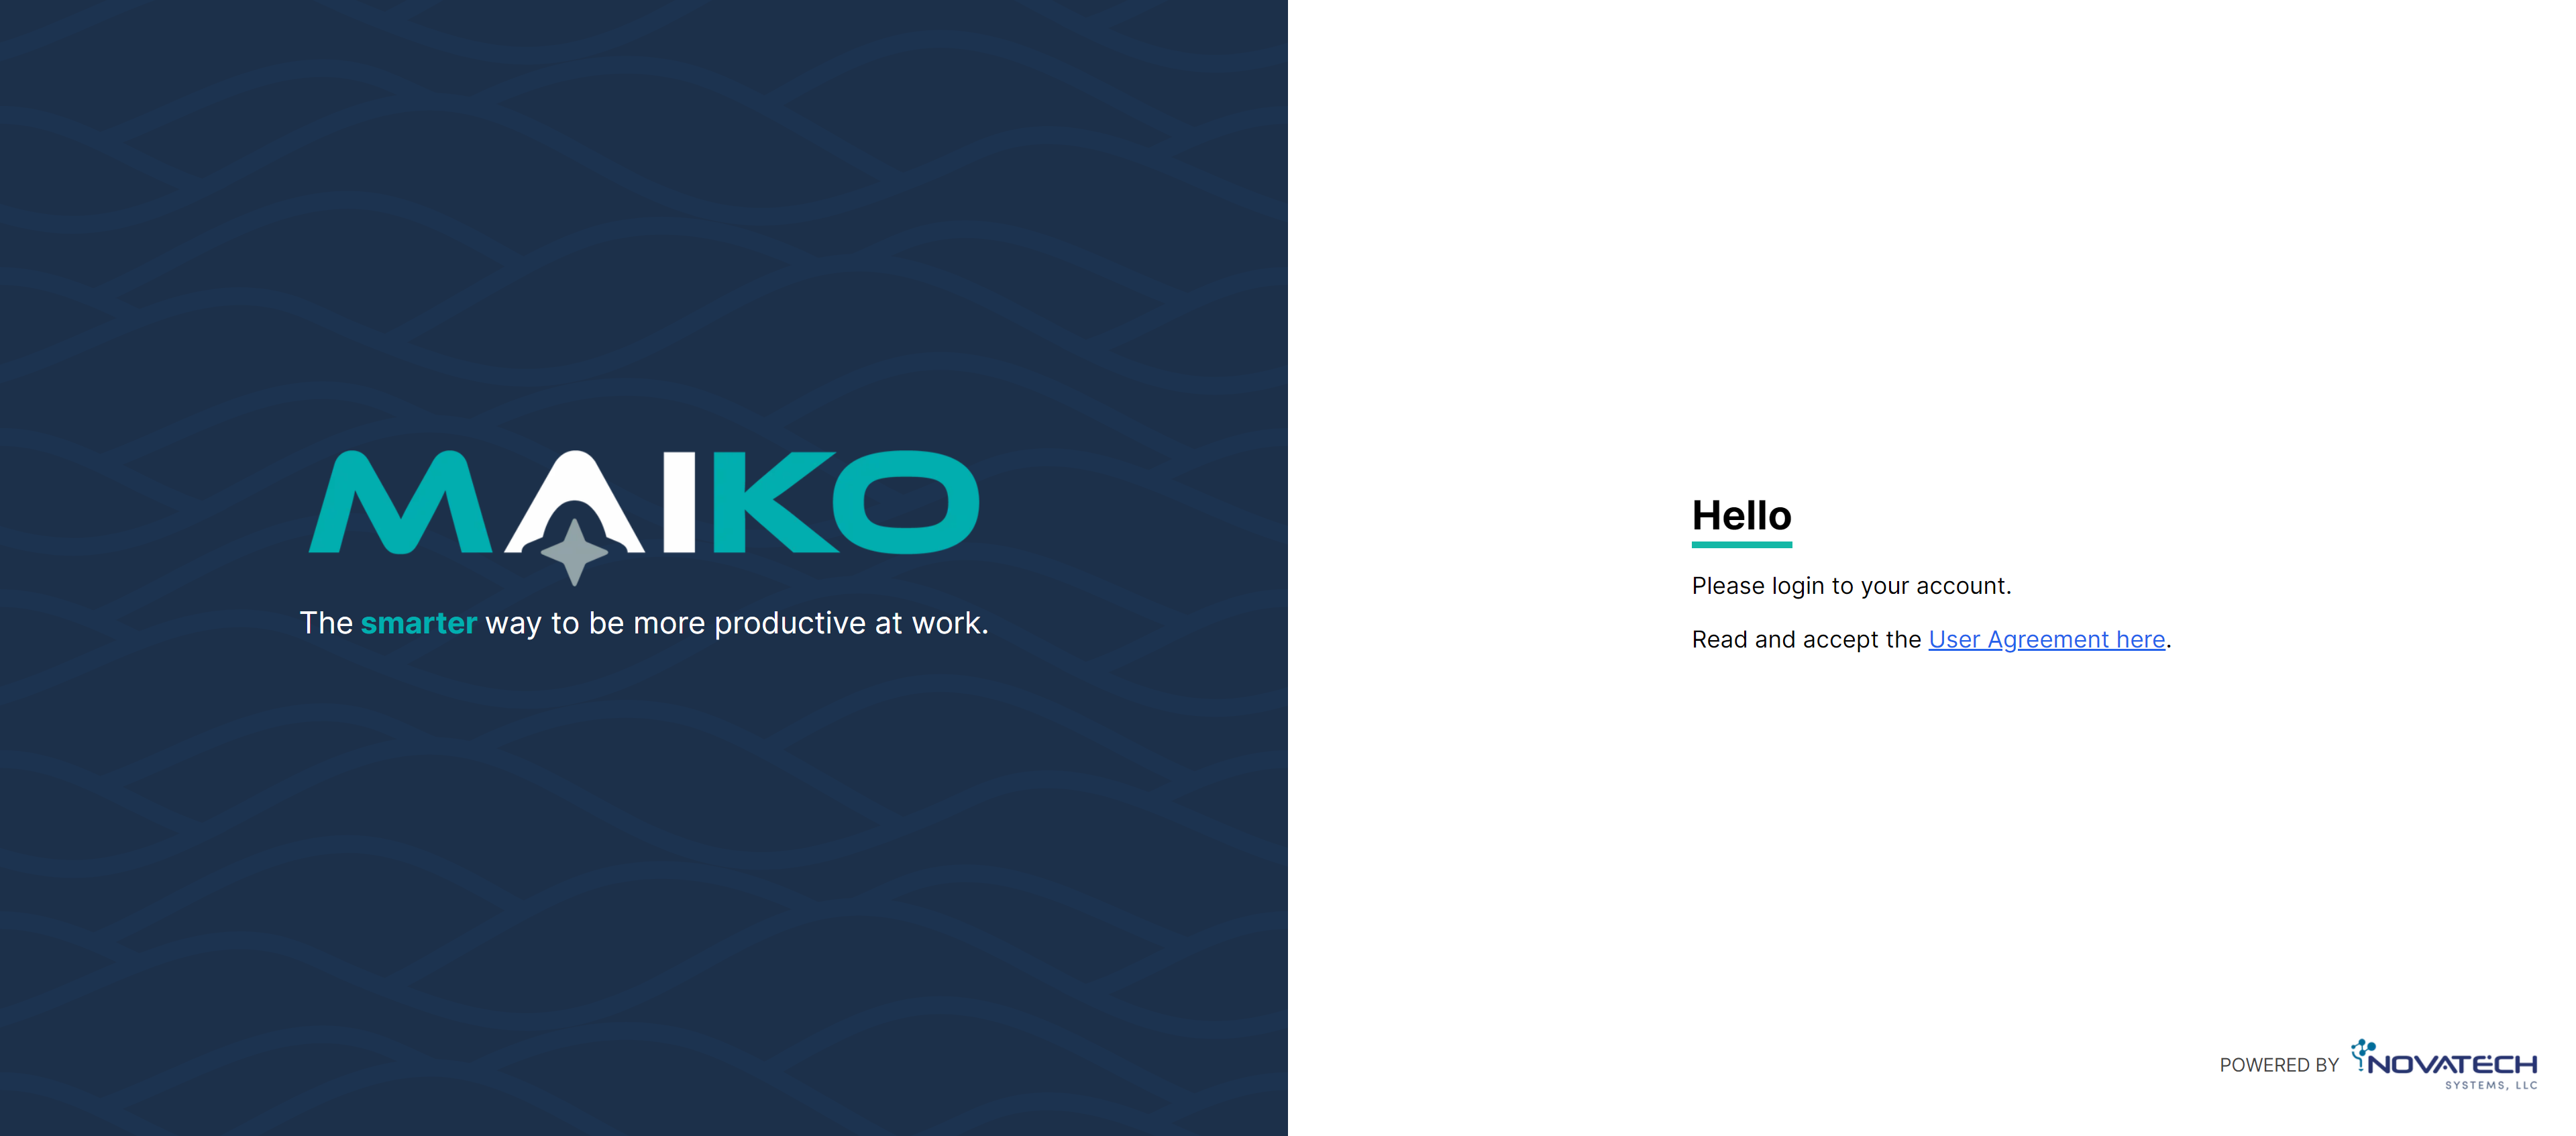 MAIKO
The smarter way to be more productive at work.
Hello
Please login to your account.
Read and accept the User Agreement here.
POWERED BY NOVATECH
SYSTEMS, LLC